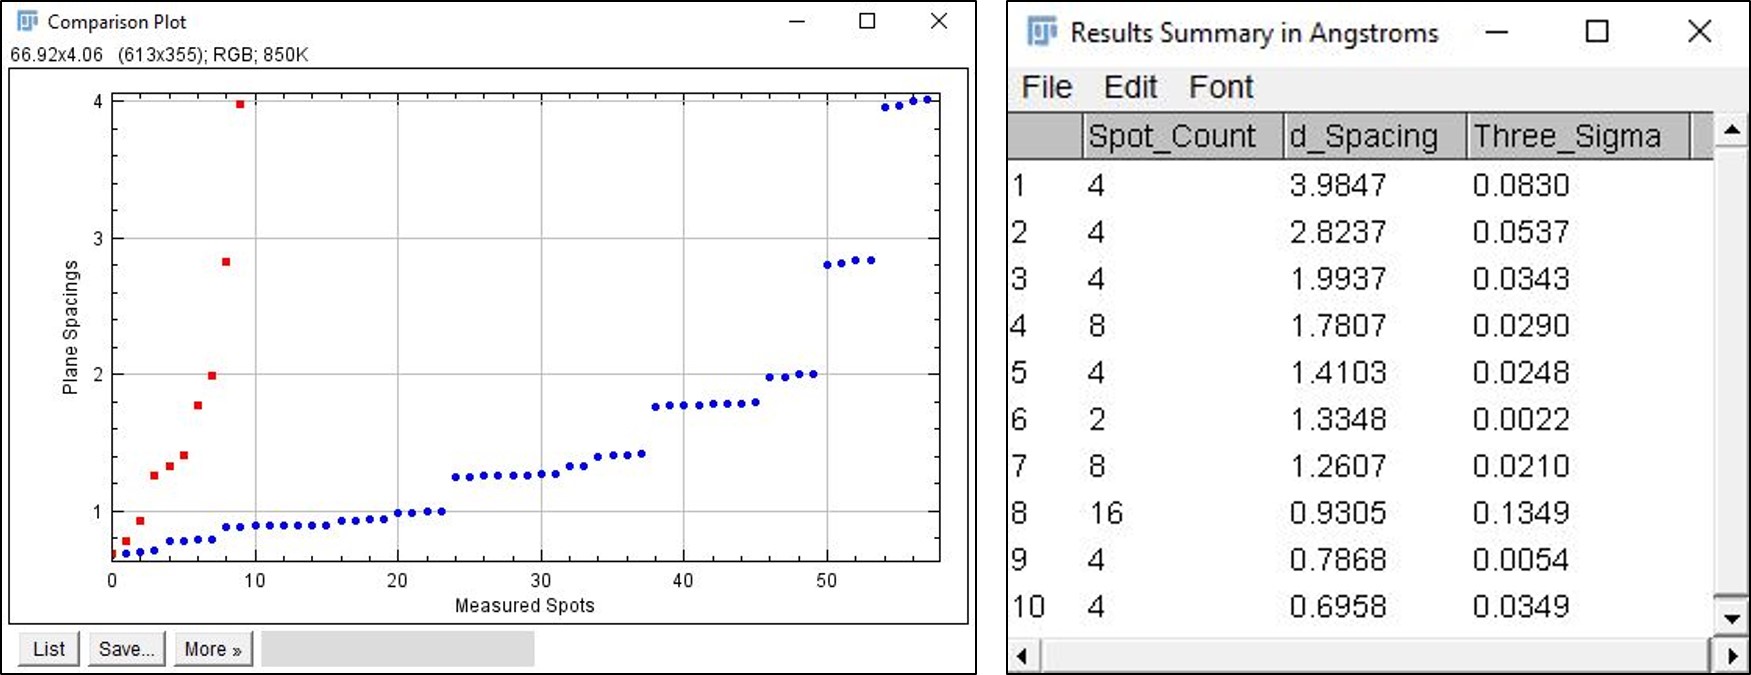 Comparison Plot
66.92x4.06 (613x355); RGB; 850K
4
3
2
1
Plane Spacings
0 10 20 30 40 50
Measured Spots
List Save... More »
Results Summary in Angstroms
File Edit Font
Spot_Count d_Spacing Three_Sigma
1 4 3.9847 0.0830
2 4 2.8237 0.0537
3 4 1.9937 0.0343
4 8 1.7807 0.0290
5 4 1.4103 0.0248
6 2 1.3348 0.0022
7 8 1.2607 0.0210
8 16 0.9305 0.1349
9 4 0.7868 0.0054
10 4 0.6958 0.0349